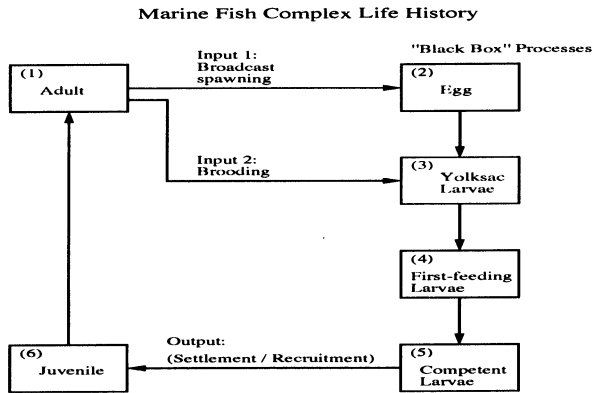 Marine Fish Complex Life History
Input 1:
Broadcast
spawning
"Black Box" Processes
(1)
Adult
(2)
Egg
Input 2:
Brooding
(3)
Yolksac
Larvae
(4)
First-feeding
Larvae
Output:
(Settlement / Recruitment)
(6)
Juvenile
(5)
Competent
Larvae